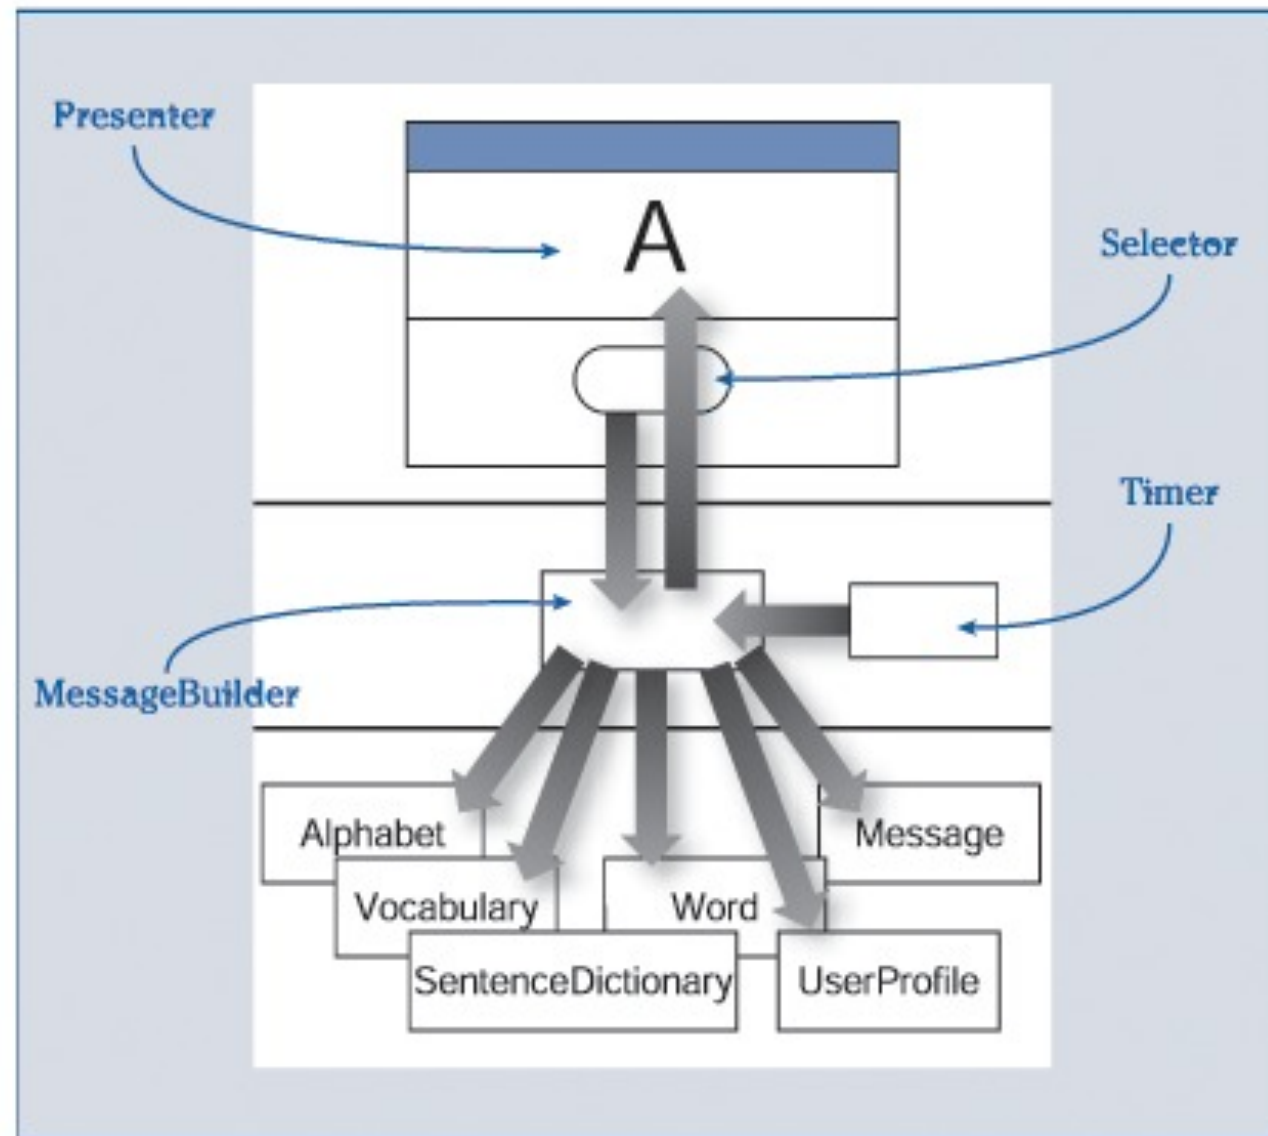 Presenter
A
Selector
Timer
MessageBuilder
Alphabet
Message
Vocabulary
Word
SentenceDictionary
UserProfile